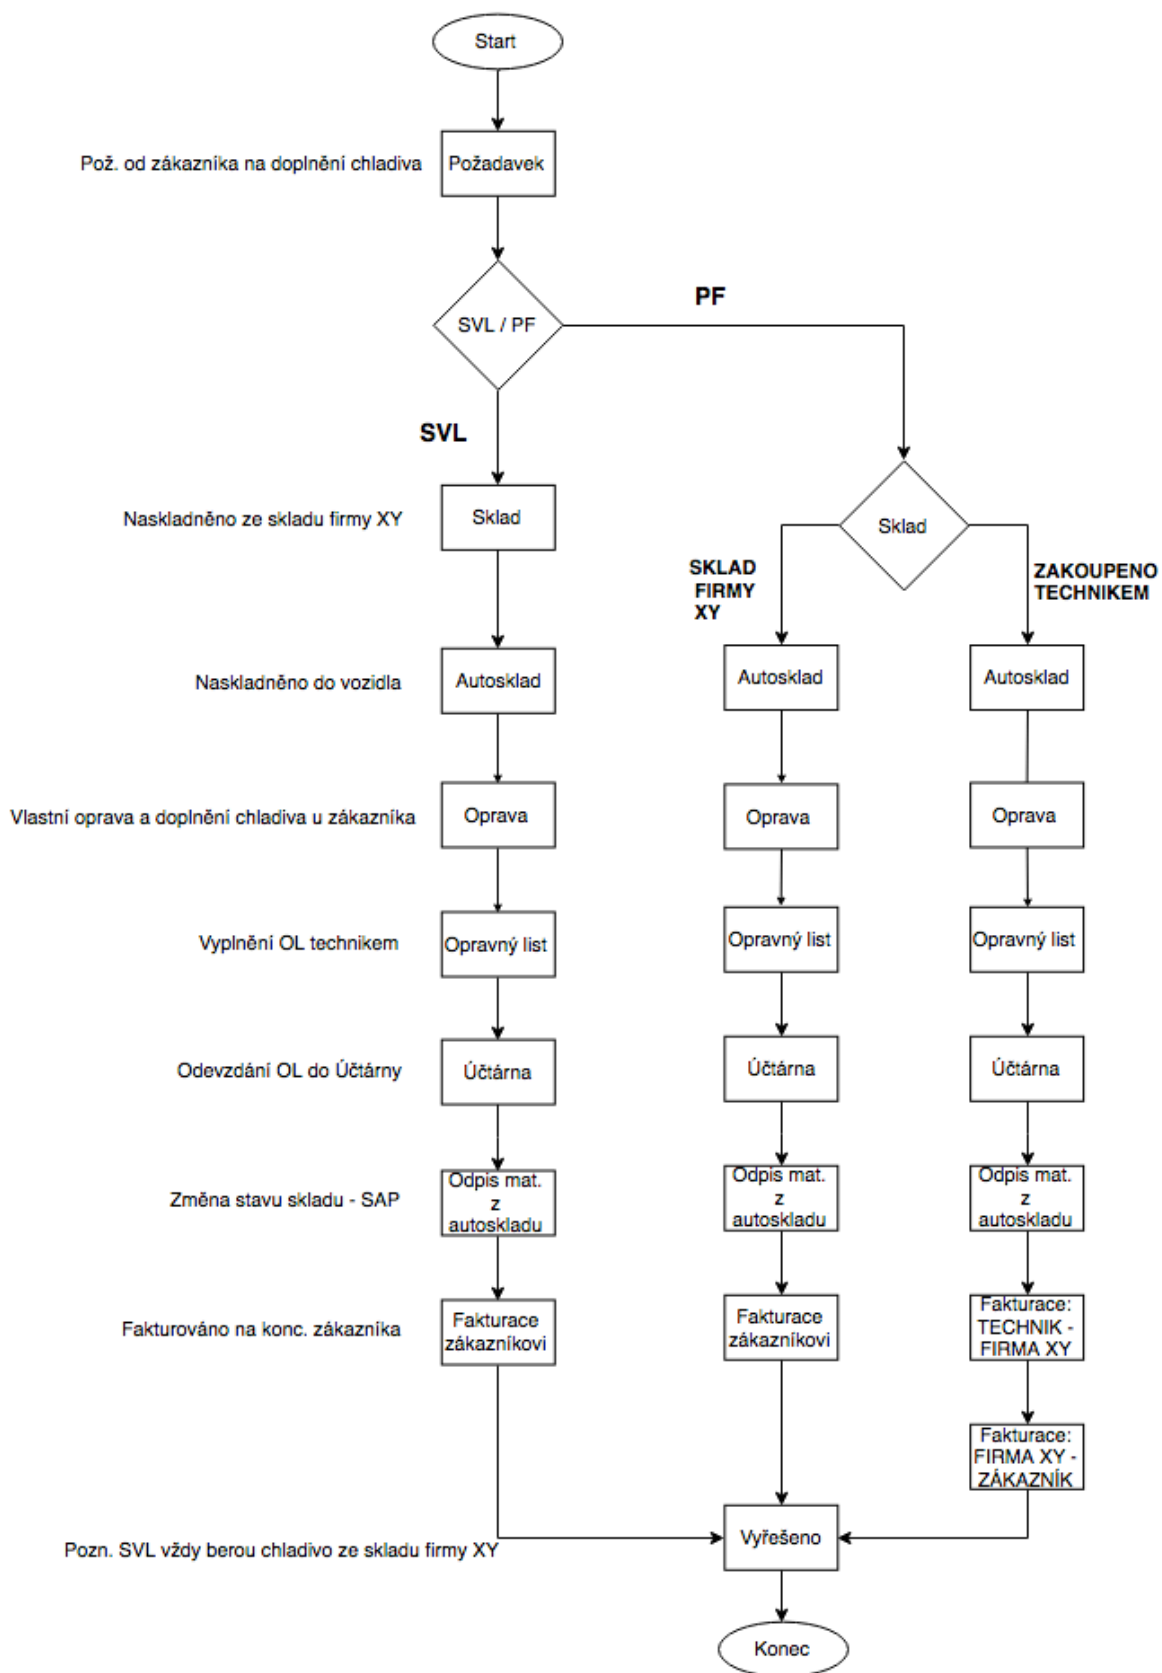 Start
Pož. od zákazníka na doplnění chladiva
Požadavek
SVL / PF
PF
SVL
Naskladněno ze skladu firmy XY
Sklad
Sklad
SKLAD
FIRMY
XY
ZAKOUPENO
TECHNIKEM
Naskladněno do vozidla
Autosklad
Autosklad
Autosklad
Vlastní oprava a doplnění chladiva u zákazníka
Oprava
Oprava
Oprava
Vyplnění OL technikem
Opravný list
Opravný list
Opravný list
Odevzdání OL do Účtárny
Účtárna
Účtárna
Účtárna
Změna stavu skladu - SAP
Odpis mat.
z
autoskladu
Odpis mat.
z
autoskladu
Odpis mat.
z
autoskladu
Fakturováno na konc. zákazníka
Fakturace
zákazníkovi
Fakturace
zákazníkovi
Fakturace:
TECHNIK -
FIRMA XY
Fakturace:
FIRMA XY -
ZÁKAZNÍK
Pozn. SVL vždy berou chladivo ze skladu firmy XY
Vyřešeno
Konec